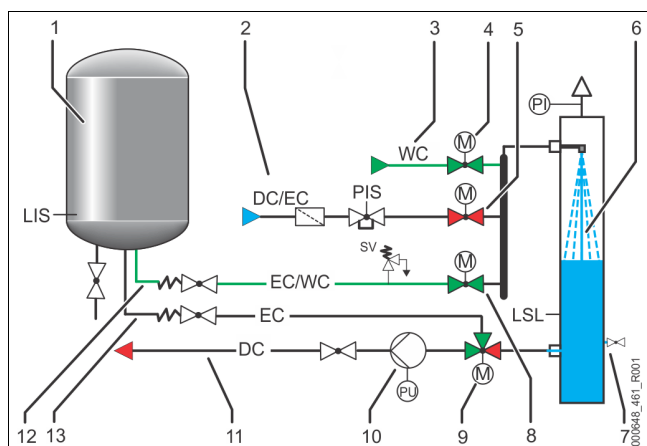 1
2
3
4
5
6
PI
M
WC
DC/EC
PIS
M
LIS
SV
M
EC/WC
EC
LSL
DC
PU
M
12
13
11
10
9
8
7
000648_461_R001